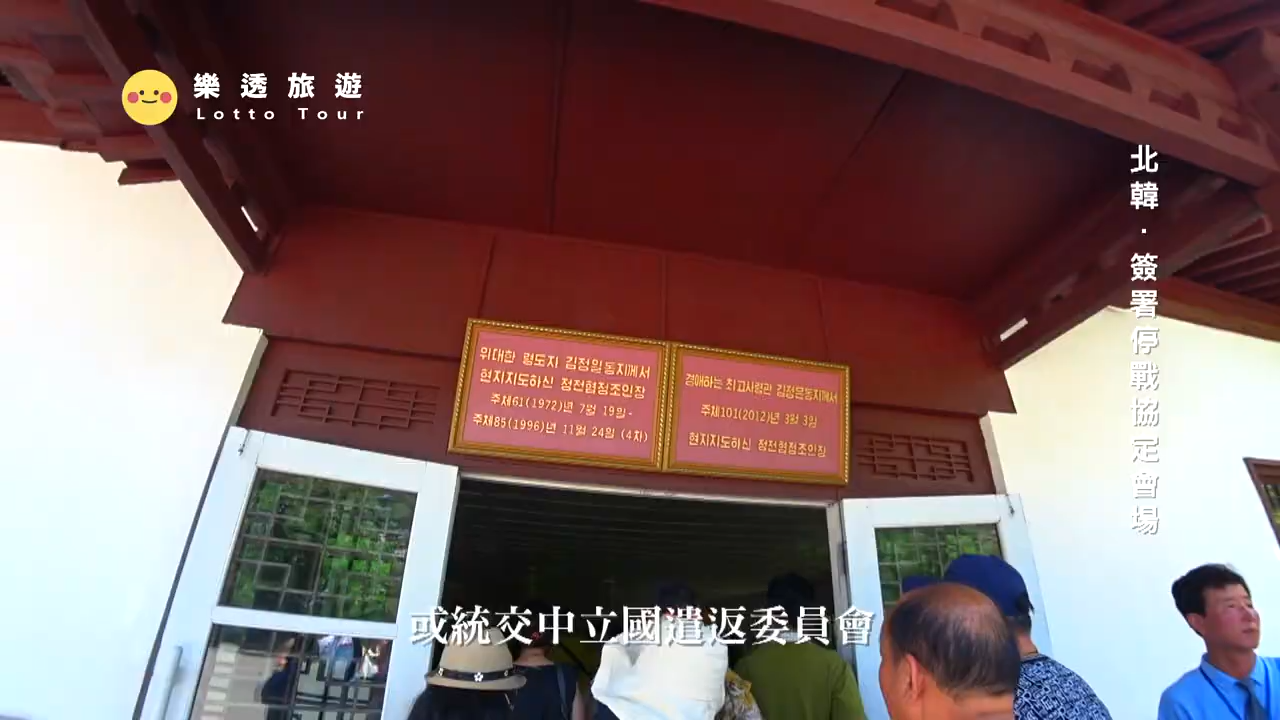 樂透旅遊
Lotto Tour
北韓·簽署停戰協定會場
위대한 령도자 김정일동지께서
현지지도하신 정전협정조인장
주체61(1972)년 7월 19일-
주체85(1996)년 11월 24일 (4차)
경애하는 최고사령관 김정은동지께서
주체101(2012)년 3월 3일
현지지도하신 정전협정조인장
或統交中立國遣返委員會